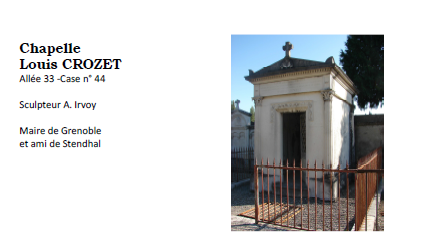 Chapelle
Louis CROZET
Allée 33 -Case n° 44
Sculpteur A. Irvoy
Maire de Grenoble
et ami de Stendhal